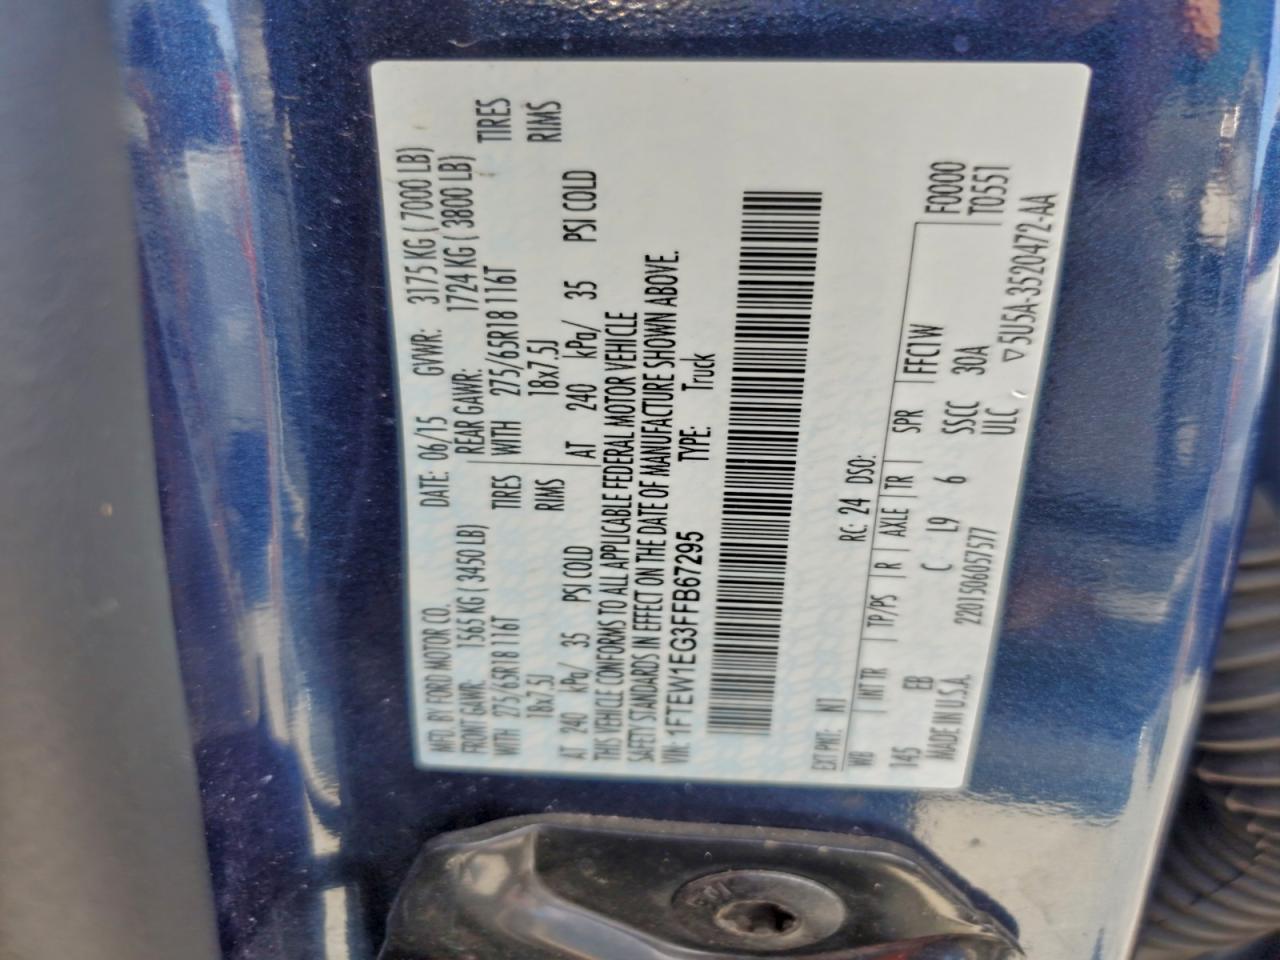 MFD. BY FORD MOTOR CO. DATE: 06/15 GVWR: 3175 KG ( 7000 LB)
FRONT GAWR: 1565 KG ( 3450 LB) REAR GAWR: 1724 KG ( 3800 LB)
WITH 275/65R18 116T TIRES WITH 275/65R18 116T TIRES
18x7.5J RIMS 18x7.5J RIMS
AT 240 kPa/ 35 PSI COLD AT 240 kPa/ 35 PSI COLD
THIS VEHICLE CONFORMS TO ALL APPLICABLE FEDERAL MOTOR VEHICLE
SAFETY STANDARDS IN EFFECT ON THE DATE OF MANUFACTURE SHOWN ABOVE.
VIN: 1FTEW1EG3FFB67295 TYPE: Truck
EXT PNT: N1 RC: 24 DSO:
WB INT TR TP/PS R AXLE TR SPR FFC1W F0000
145 EB C L9 6 SSCC 30A T0551
MADE IN U.S.A. 20150605757​7 ULC 5U5A-3520472-AA